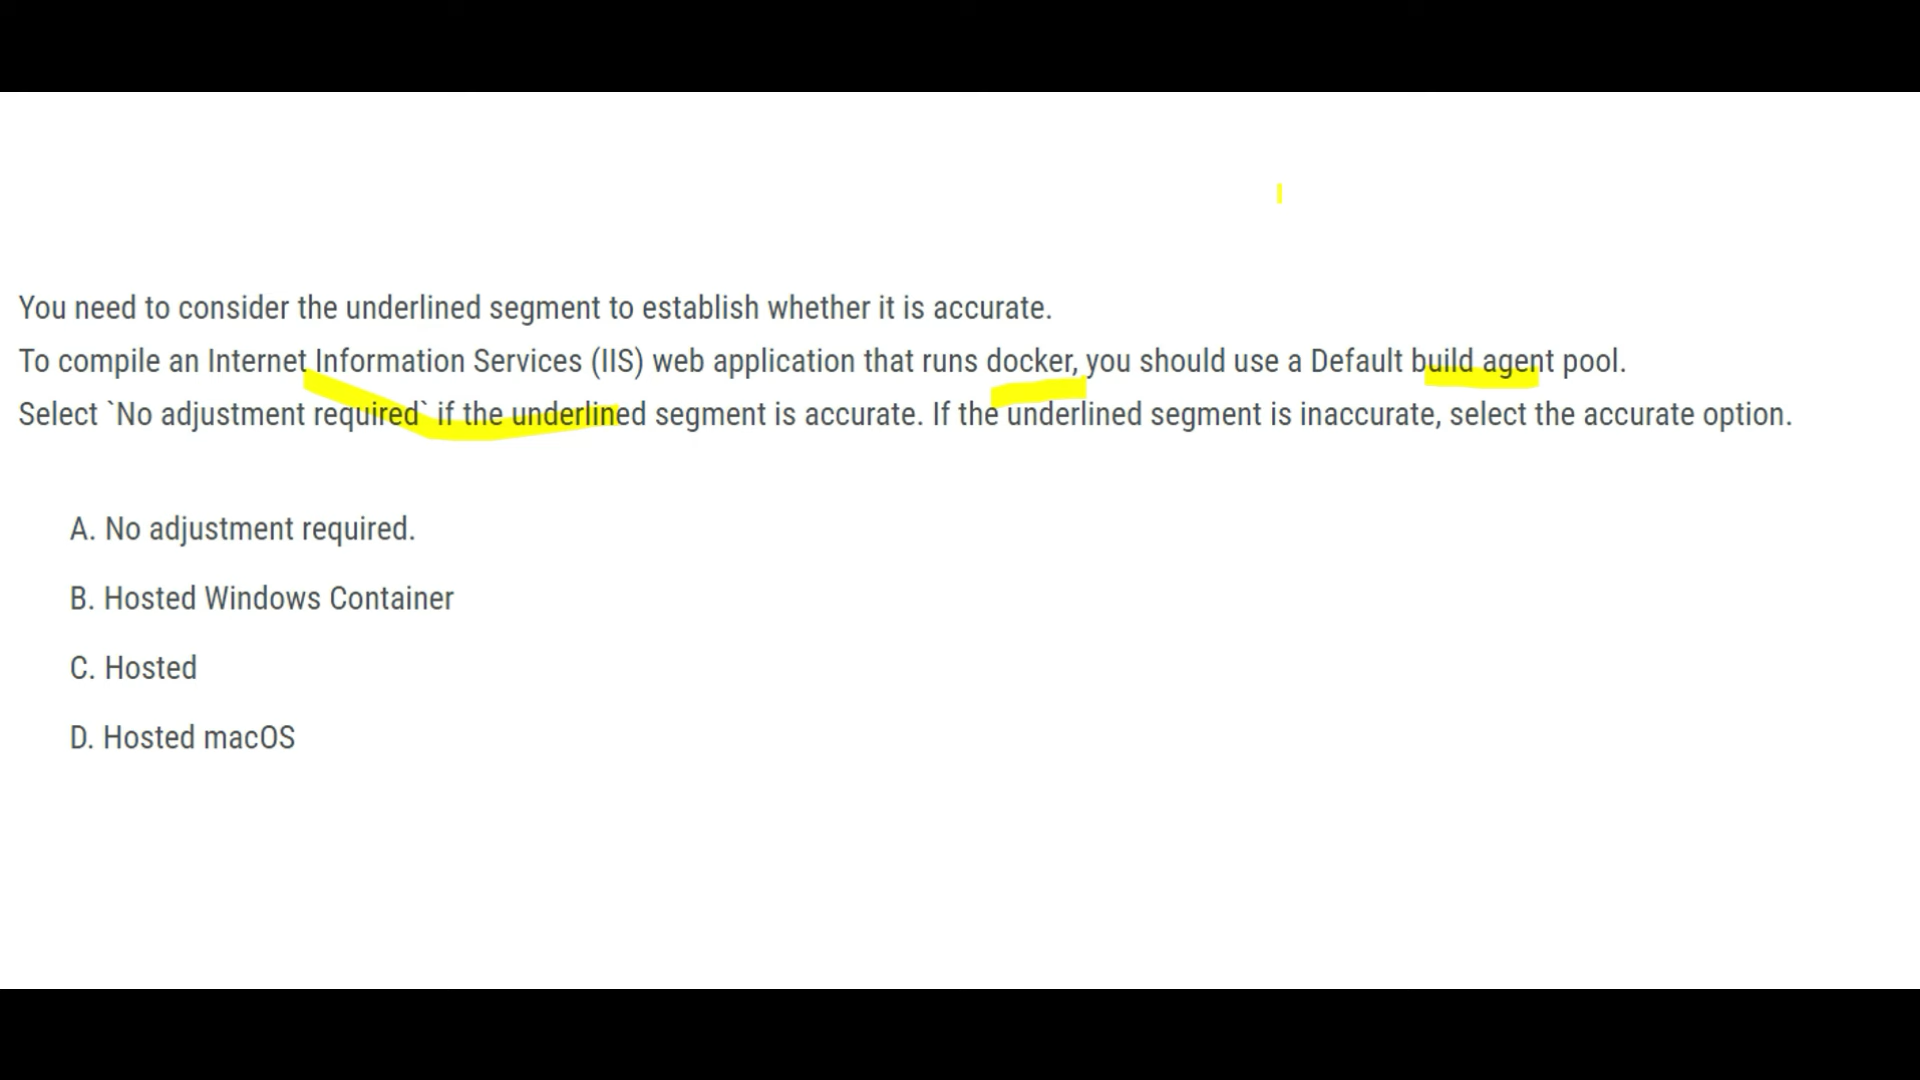 You need to consider the underlined segment to establish whether it is accurate.
To compile an Internet Information Services (IIS) web application that runs docker, you should use a Default build agent pool.
Select `No adjustment required` if the underlined segment is accurate. If the underlined segment is inaccurate, select the accurate option.
A. No adjustment required.
B. Hosted Windows Container
C. Hosted
D. Hosted macOS